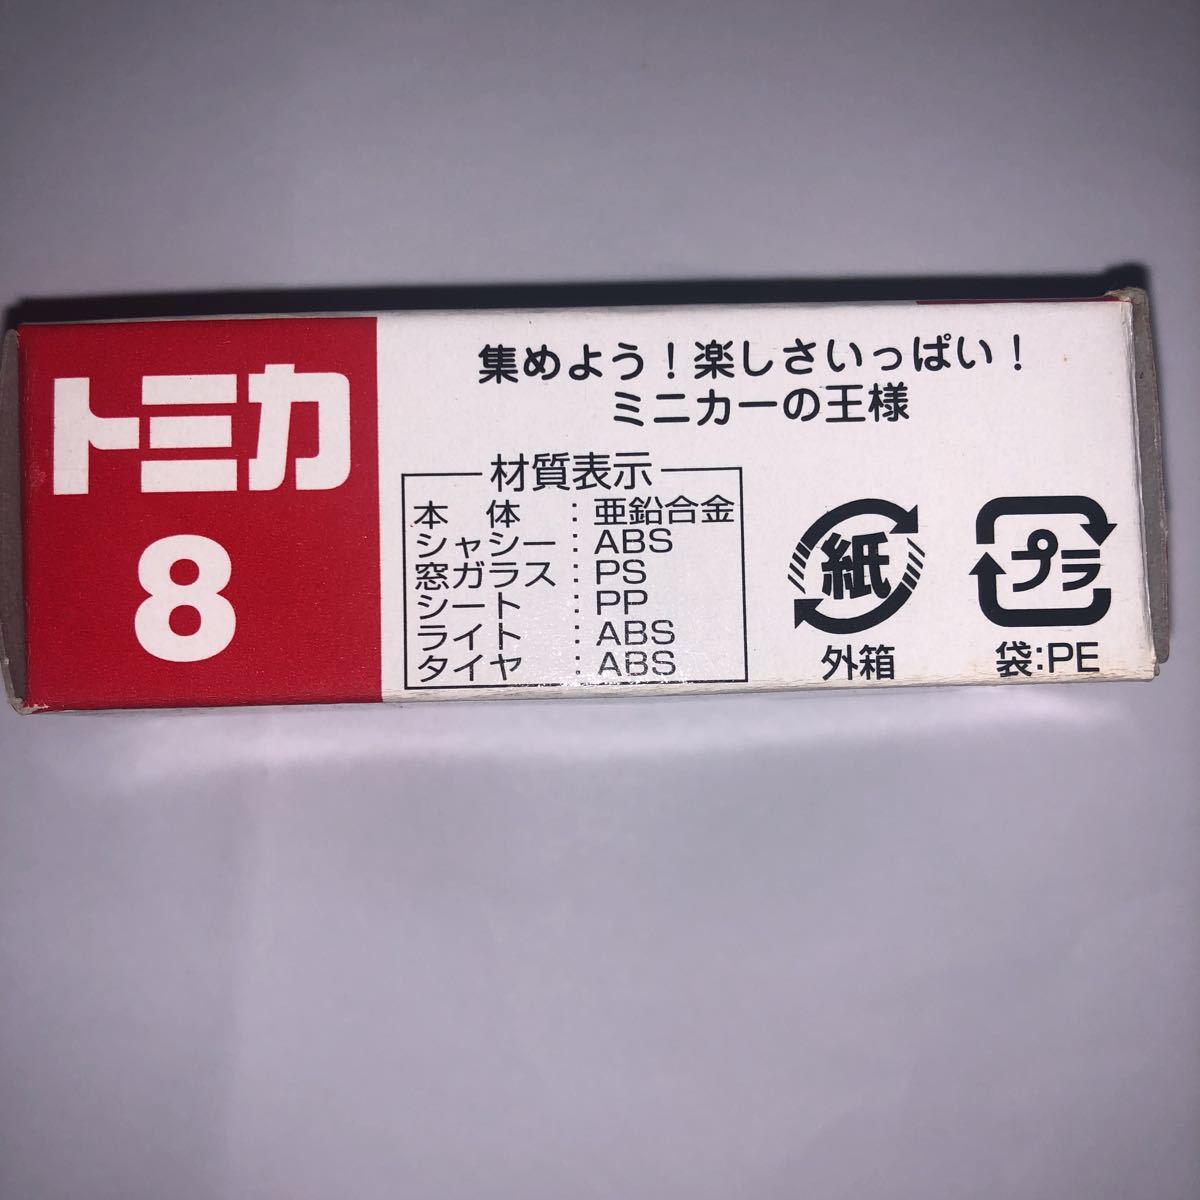 トミカ
8
集めよう！楽しさいっぱい！
ミニカーの王様
材質表示
本　体：亜鉛合金
シャシー：ABS
窓ガラス：PS
シート：PP
ライト：ABS
タイヤ：ABS
紙
外箱
プラ
袋:PE